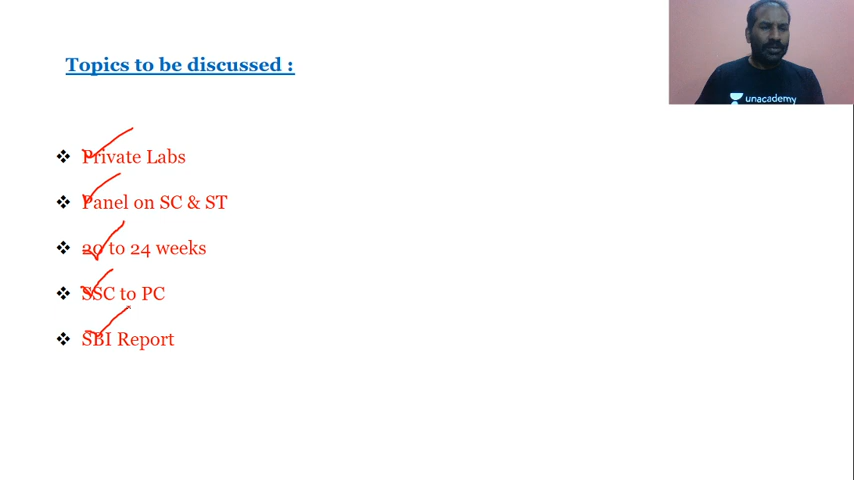 Topics to be discussed :
❖ Private Labs
❖ Panel on SC & ST
❖ 20 to 24 weeks
❖ SSC to PC
❖ SBI Report
unacademy